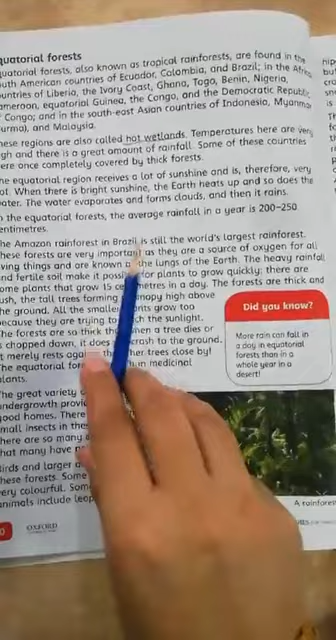 quatorial forests
quatorial forests, also known as tropical rainforests, are found in the
outh American countries of Ecuador, Colombia, and Brazil; in the Africa
ountries of Liberia, the Ivory Coast, Ghana, Togo, Benin, Nigeria,
ameroon, equatorial Guinea, the Congo, and the Democratic Republic
Congo; and in the south-east Asian countries of Indonesia, Myanmar
urma), and Malaysia.
hese regions are also called hot wetlands. Temperatures here are very
gh and there is a great amount of rainfall. Some of these countries
ere once completely covered by thick forests.
he equatorial region receives a lot of sunshine and is, therefore, very
ot. When there is bright sunshine, the Earth heats up and so does the
ater. The water evaporates and forms clouds, and then it rains.
n the equatorial forests, the average rainfall in a year is 200–250
entimetres.
he Amazon rainforest in Brazil is still the world's largest rainforest.
hese forests are very important as they are a source of oxygen for all
ving things and are known a the lungs of the Earth. The heavy rainfall
nd fertile soil make it possi for plants to grow quickly; there are
ome plants that grow 15 ce metres in a day. The forests are thick and
ush, the tall trees forming nopy high above
he ground. All the smaller nts grow too
ecause they are trying to ch the sunlight.
he forests are so thick th hen a tree dies or
s chopped down, it does rash to the ground.
t merely rests again ther trees close by!
he equatorial for in medicinal
lants.
he great variety
undergrowth provi
good homes. There
mall insects in the
here are so many
hat many have n
irds and larger a
hese forests. Some
ery colourful. Som
nimals include leop
Did you know?
More rain can fall in
a day in equatorial
forests than in a
whole year in a
desert!
A rainfores
0
OXFORD